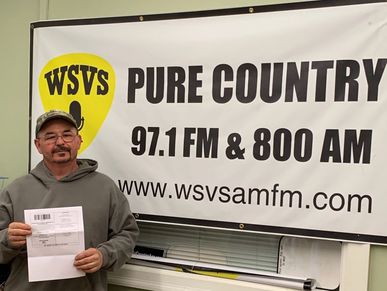 WSVS
PURE COUNTRY
97.1 FM & 800 AM
www.wsvsamfm.com